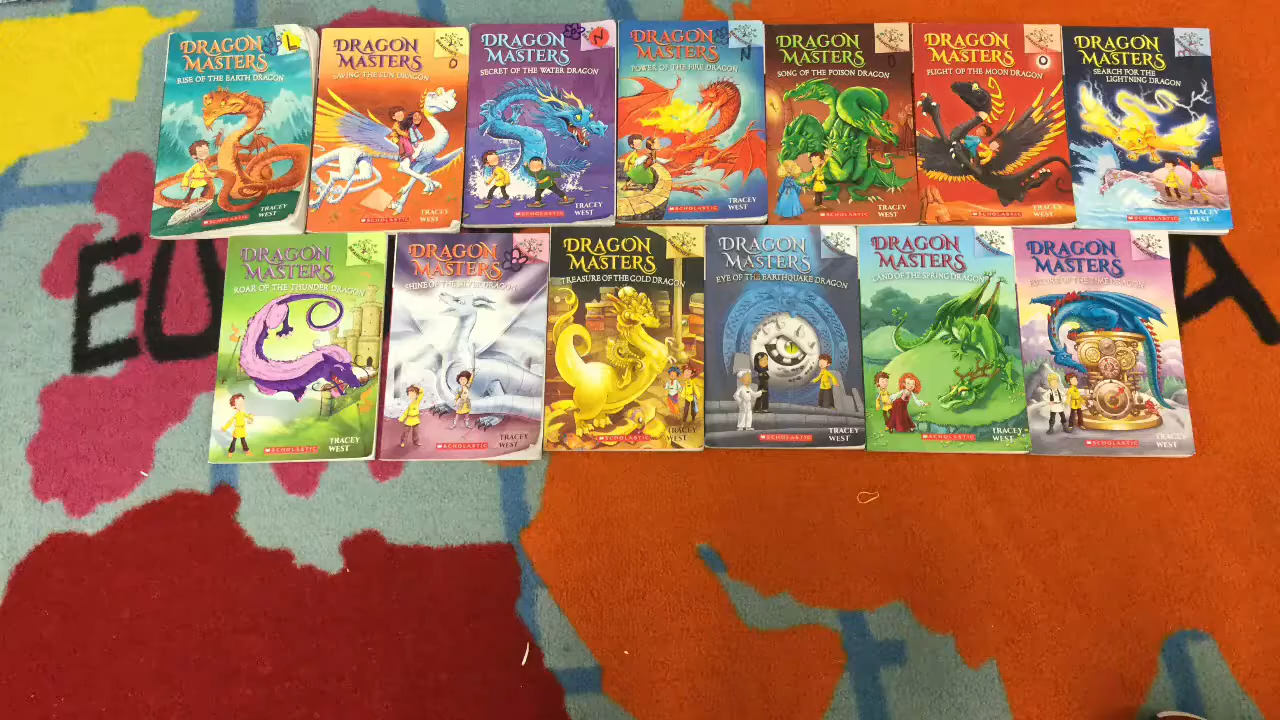 DRAGON
MASTERS
L
RISE OF THE EARTH DRAGON
SCHOLASTIC
TRACEY
WEST
DRAGON
MASTERS
O
SAVING THE SUN DRAGON
SCHOLASTIC
TRACEY
WEST
DRAGON
MASTERS
N
SECRET OF THE WATER DRAGON
SCHOLASTIC
TRACEY
WEST
DRAGON
MASTERS
N
POWER OF THE FIRE DRAGON
SCHOLASTIC
TRACEY
WEST
DRAGON
MASTERS
O
SONG OF THE POISON DRAGON
SCHOLASTIC
TRACEY
WEST
DRAGON
MASTERS
O
FLIGHT OF THE MOON DRAGON
SCHOLASTIC
TRACEY
WEST
DRAGON
MASTERS
SEARCH FOR THE
LIGHTNING DRAGON
SCHOLASTIC
TRACEY
WEST
DRAGON
MASTERS
ROAR OF THE THUNDER DRAGON
SCHOLASTIC
TRACEY
WEST
DRAGON
MASTERS
SHINE OF THE SILVER DRAGON
SCHOLASTIC
TRACEY
WEST
DRAGON
MASTERS
TREASURE OF THE GOLD DRAGON
SCHOLASTIC
TRACEY
WEST
DRAGON
MASTERS
EYE OF THE EARTHQUAKE DRAGON
SCHOLASTIC
TRACEY
WEST
DRAGON
MASTERS
LAND OF THE SPRING DRAGON
SCHOLASTIC
TRACEY
WEST
DRAGON
MASTERS
OF THE TIME DRAGON
SCHOLASTIC
TRACEY
WEST
EU
A